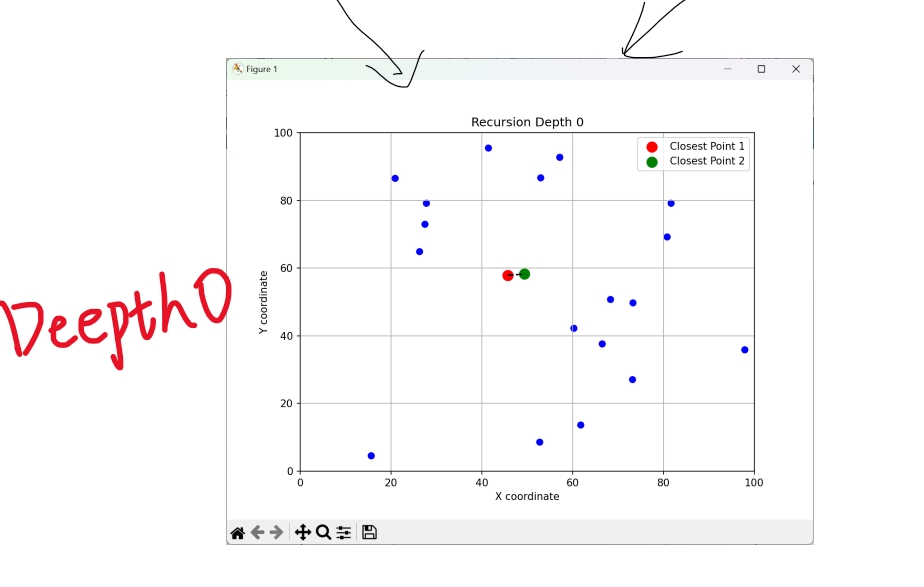 Figure 1
Recursion Depth 0
100
80
60
40
20
0
Y coordinate
0 20 40 60 80 100
X coordinate
Closest Point 1
Closest Point 2
Deepth0